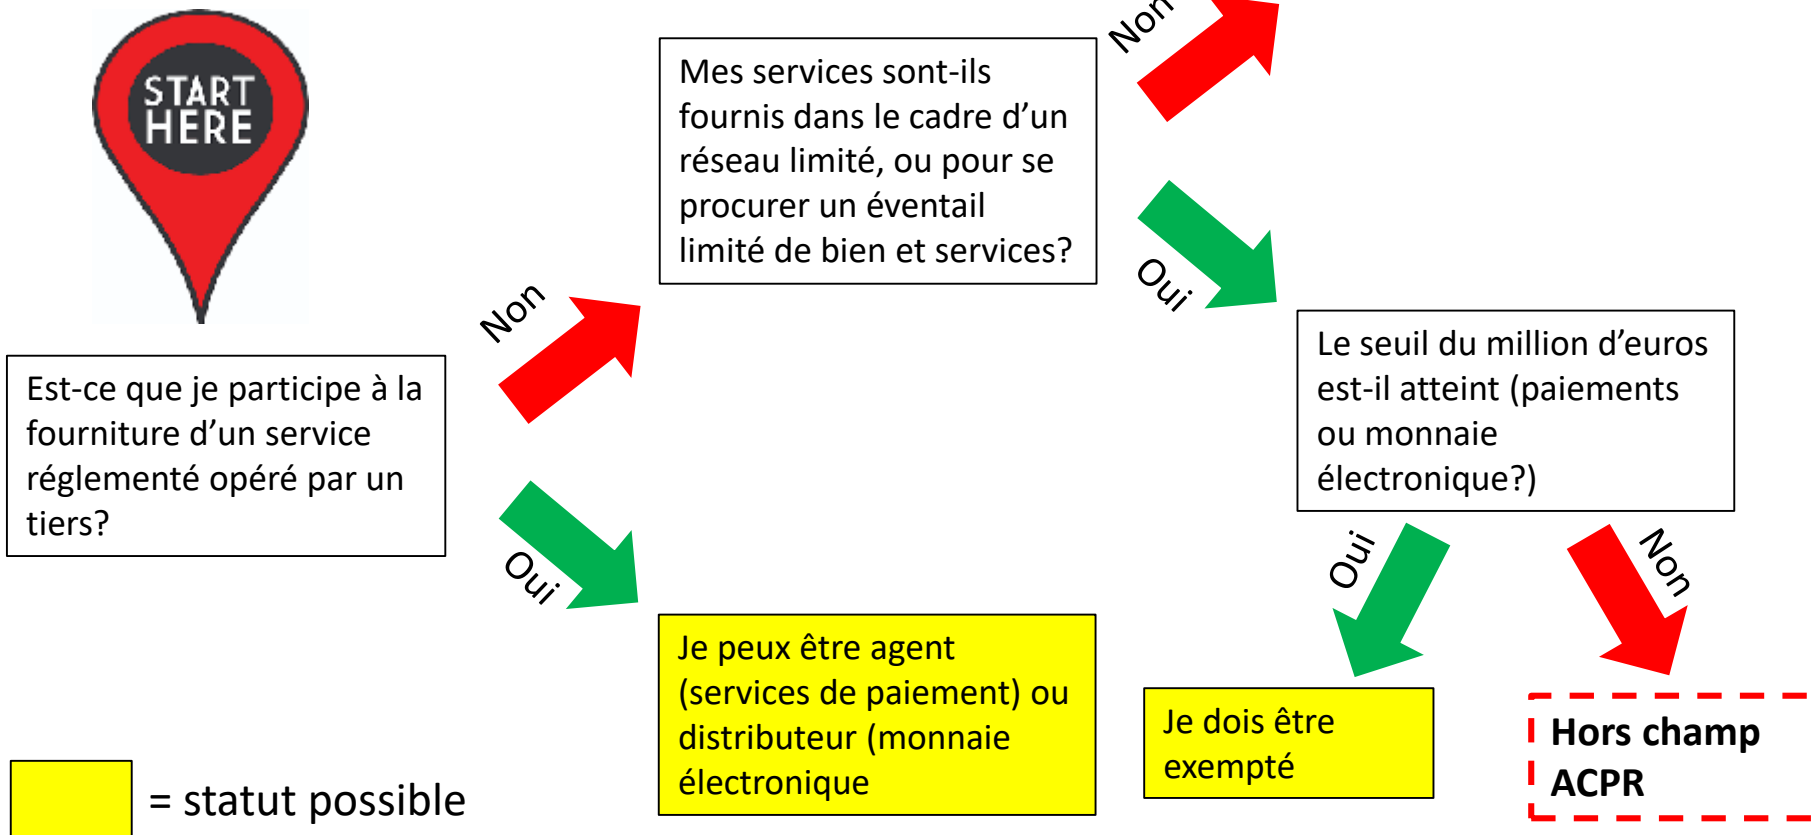 START
HERE
Est-ce que je participe à la
fourniture d’un service
réglementé opéré par un
tiers?
Non
Oui
Mes services sont-ils
fournis dans le cadre d’un
réseau limité, ou pour se
procurer un éventail
limité de bien et services?
Non
Oui
Je peux être agent
(services de paiement) ou
distributeur (monnaie
électronique
Le seuil du million d’euros
est-il atteint (paiements
ou monnaie
électronique?)
Oui
Non
Je dois être
exempté
Hors champ
ACPR
= statut possible